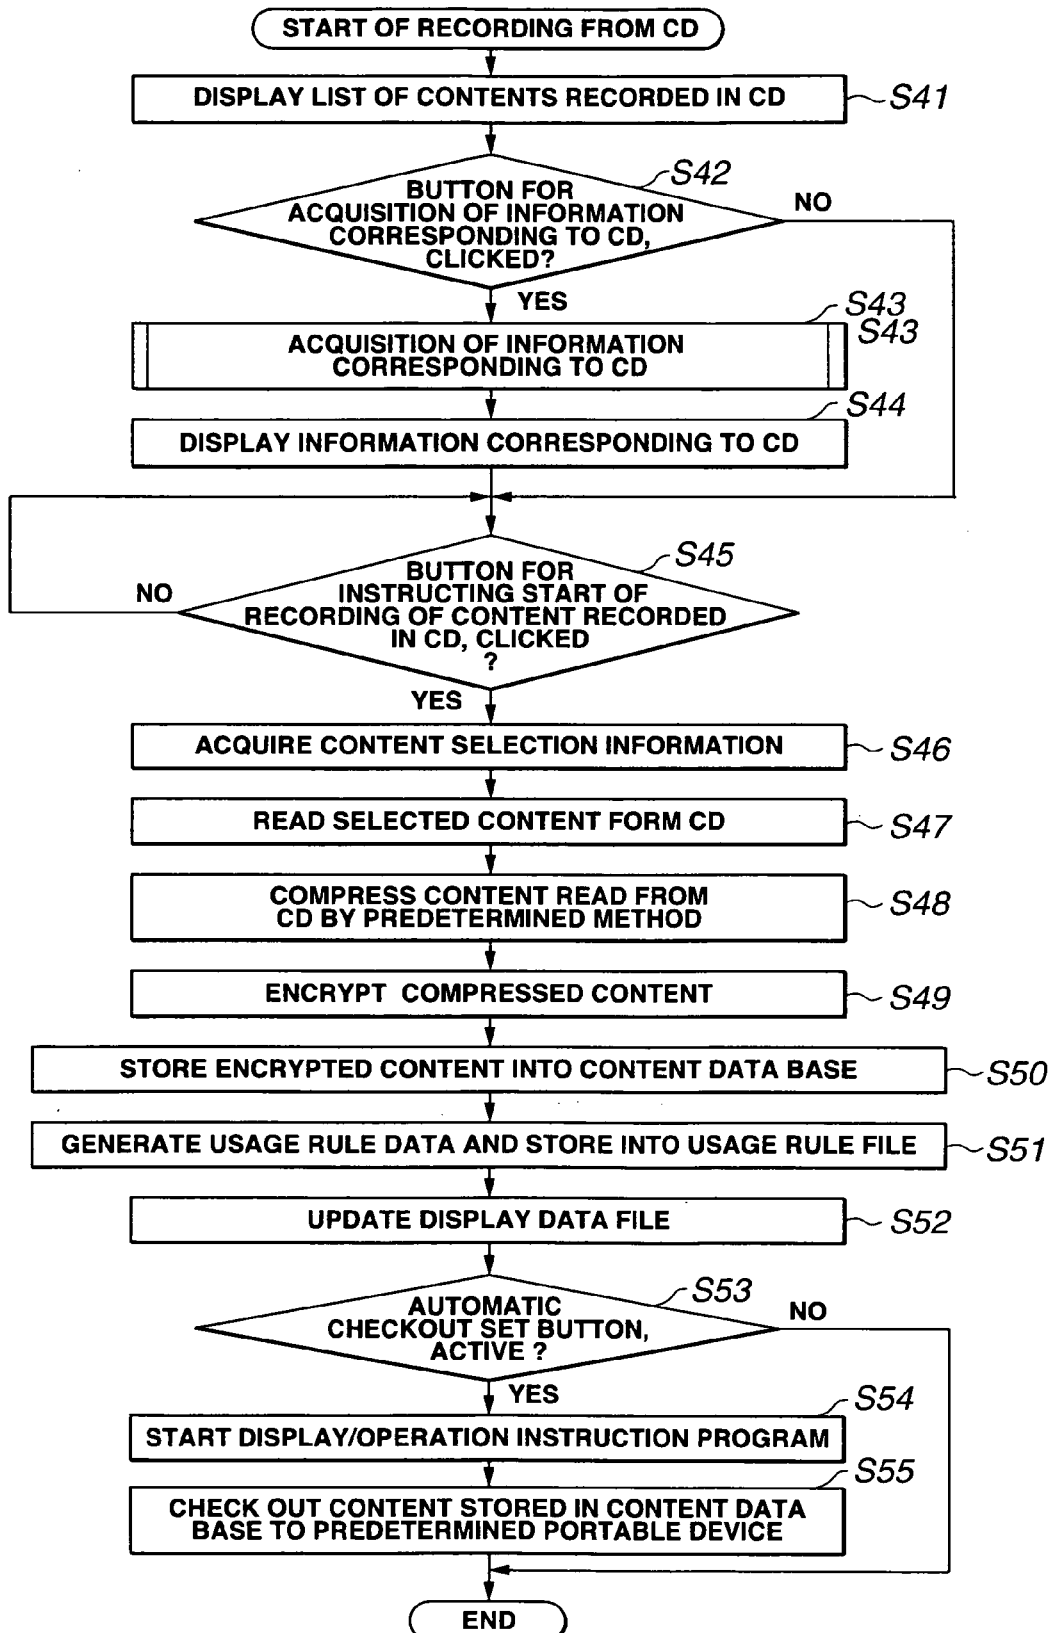 START OF RECORDING FROM CD
DISPLAY LIST OF CONTENTS RECORDED IN CD
S41
S42
BUTTON FOR
ACQUISITION OF INFORMATION
CORRESPONDING TO CD,
CLICKED?
NO
YES
S43
S43
ACQUISITION OF INFORMATION
CORRESPONDING TO CD
S44
DISPLAY INFORMATION CORRESPONDING TO CD
S45
BUTTON FOR
INSTRUCTING START OF
RECORDING OF CONTENT RECORDED
IN CD, CLICKED
?
NO
YES
ACQUIRE CONTENT SELECTION INFORMATION
S46
READ SELECTED CONTENT FORM CD
S47
COMPRESS CONTENT READ FROM
CD BY PREDETERMINED METHOD
S48
ENCRYPT COMPRESSED CONTENT
S49
STORE ENCRYPTED CONTENT INTO CONTENT DATA BASE
S50
GENERATE USAGE RULE DATA AND STORE INTO USAGE RULE FILE
S51
UPDATE DISPLAY DATA FILE
S52
S53
AUTOMATIC
CHECKOUT SET BUTTON,
ACTIVE ?
NO
YES
S54
START DISPLAY/OPERATION INSTRUCTION PROGRAM
S55
CHECK OUT CONTENT STORED IN CONTENT DATA
BASE TO PREDETERMINED PORTABLE DEVICE
END